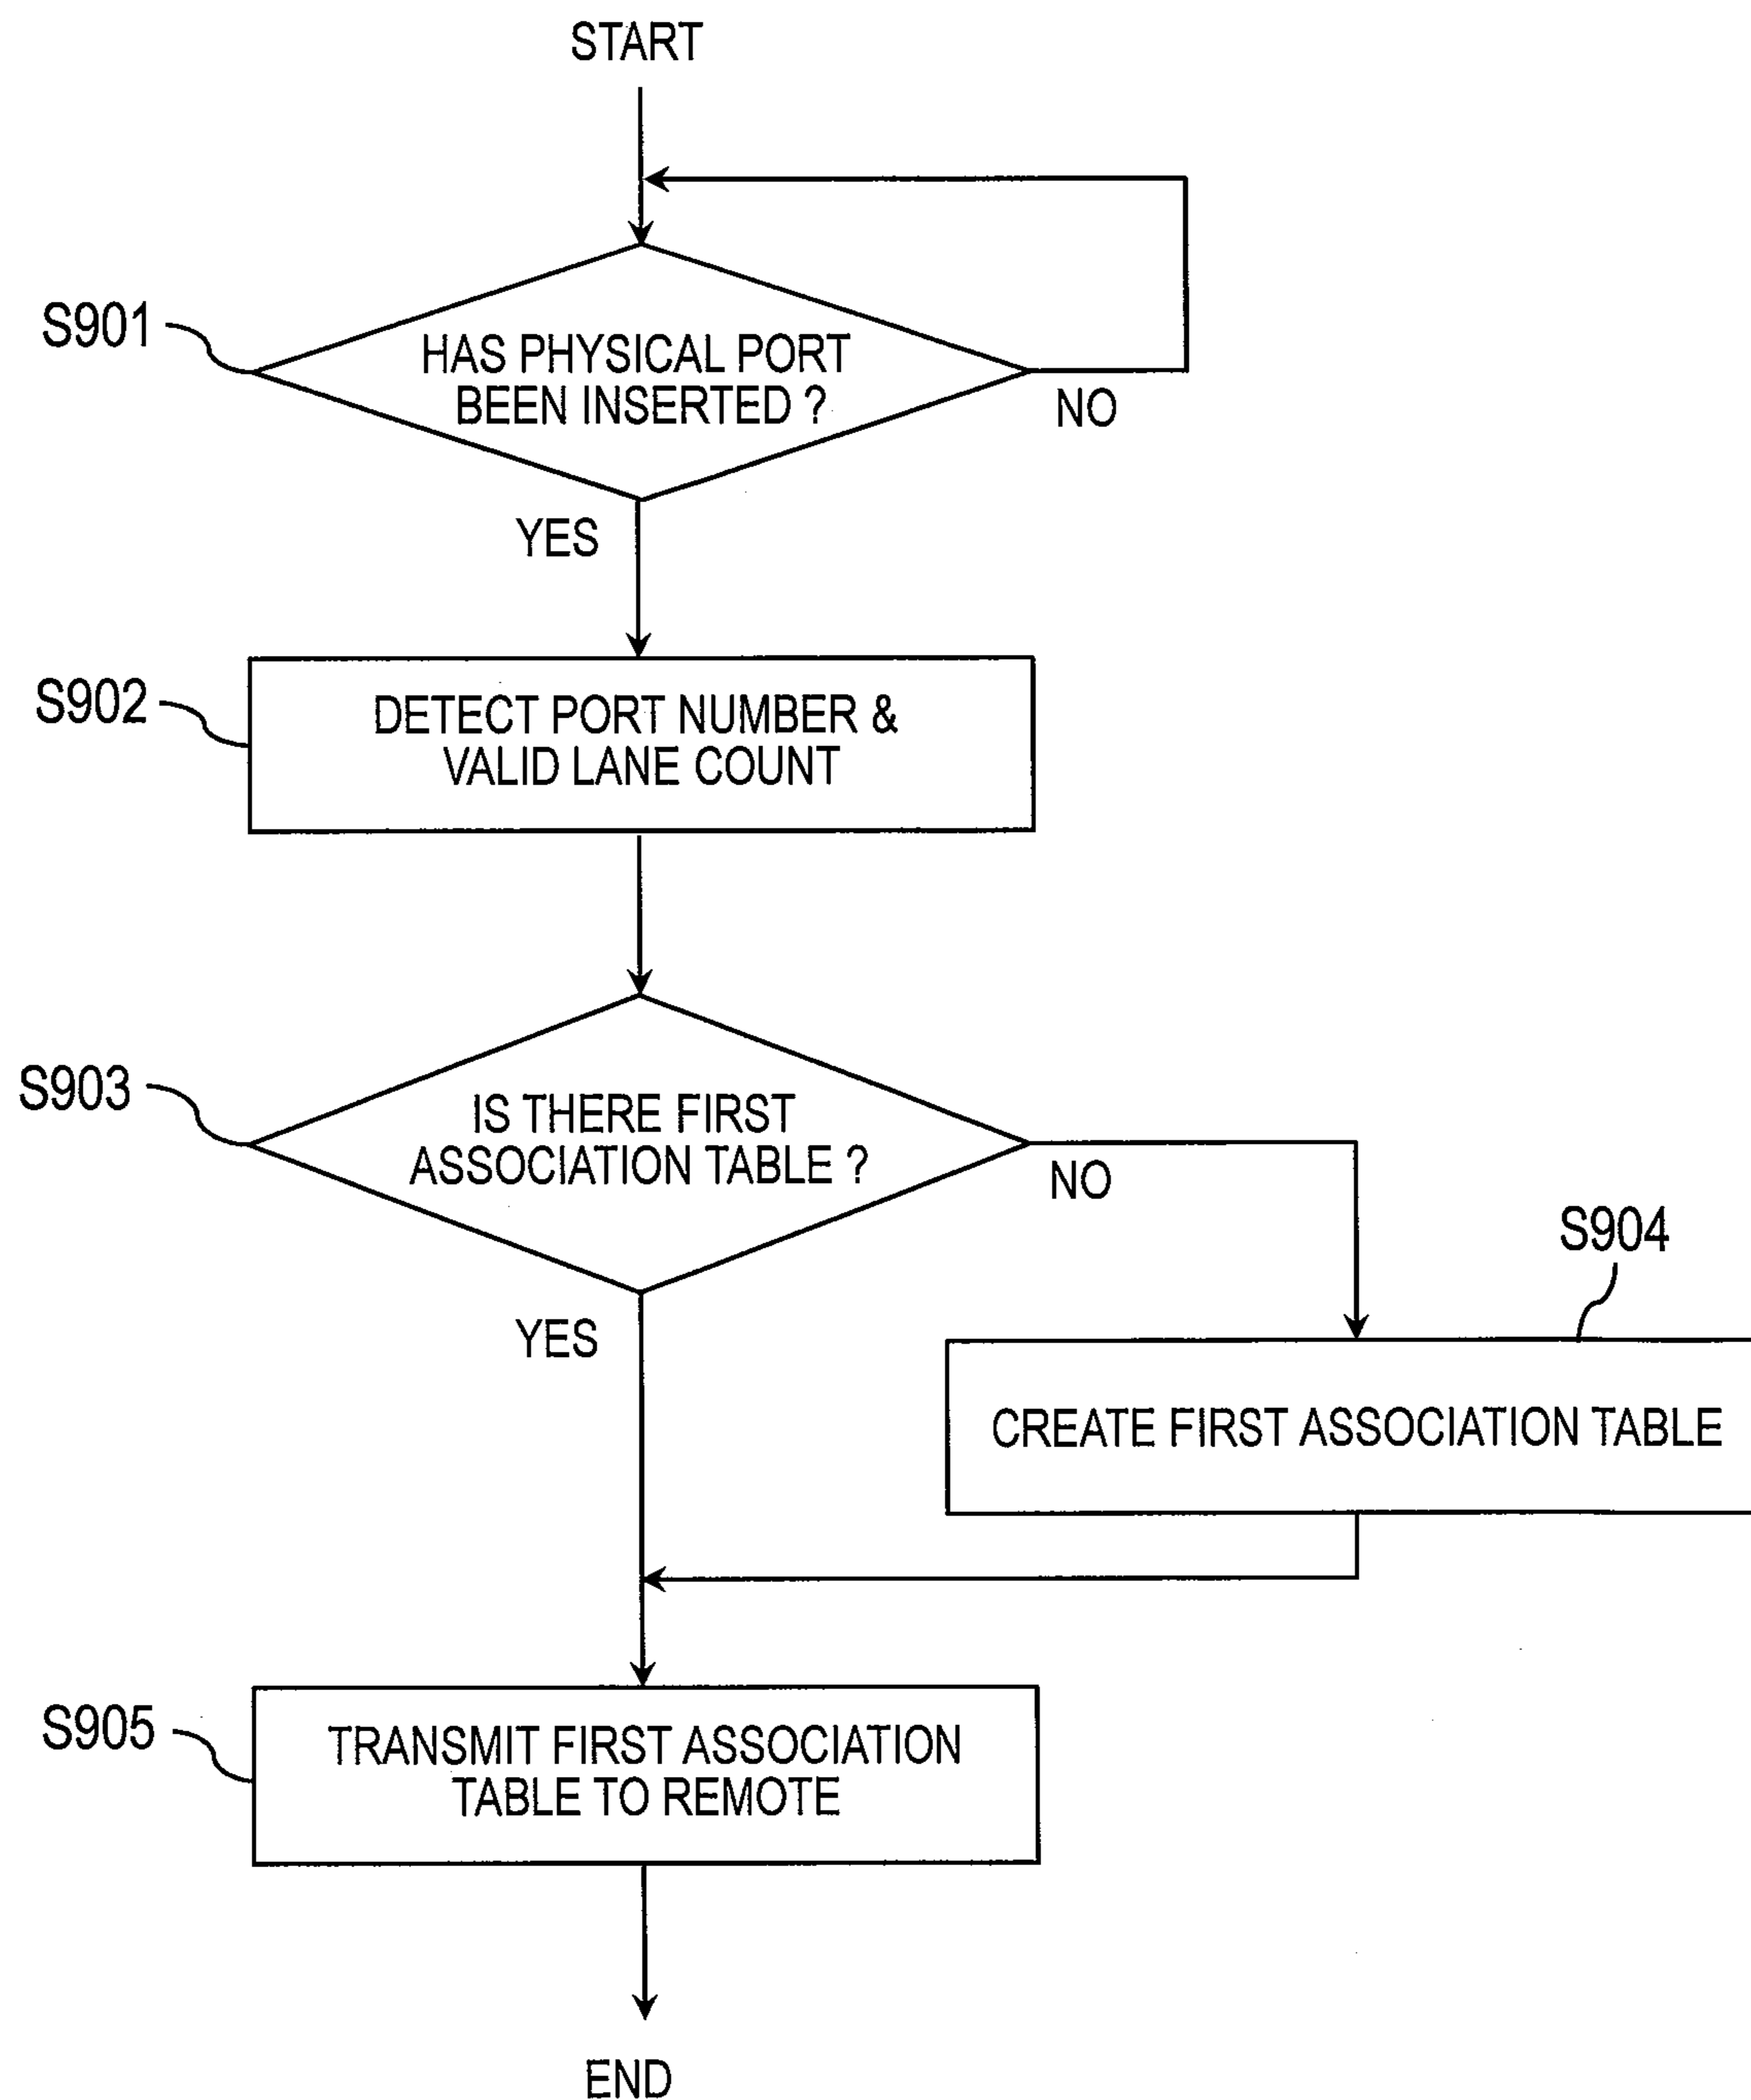 START
S901
HAS PHYSICAL PORT
BEEN INSERTED ?
NO
YES
S902
DETECT PORT NUMBER &
VALID LANE COUNT
S903
IS THERE FIRST
ASSOCIATION TABLE ?
NO
YES
S904
CREATE FIRST ASSOCIATION TABLE
S905
TRANSMIT FIRST ASSOCIATION
TABLE TO REMOTE
END